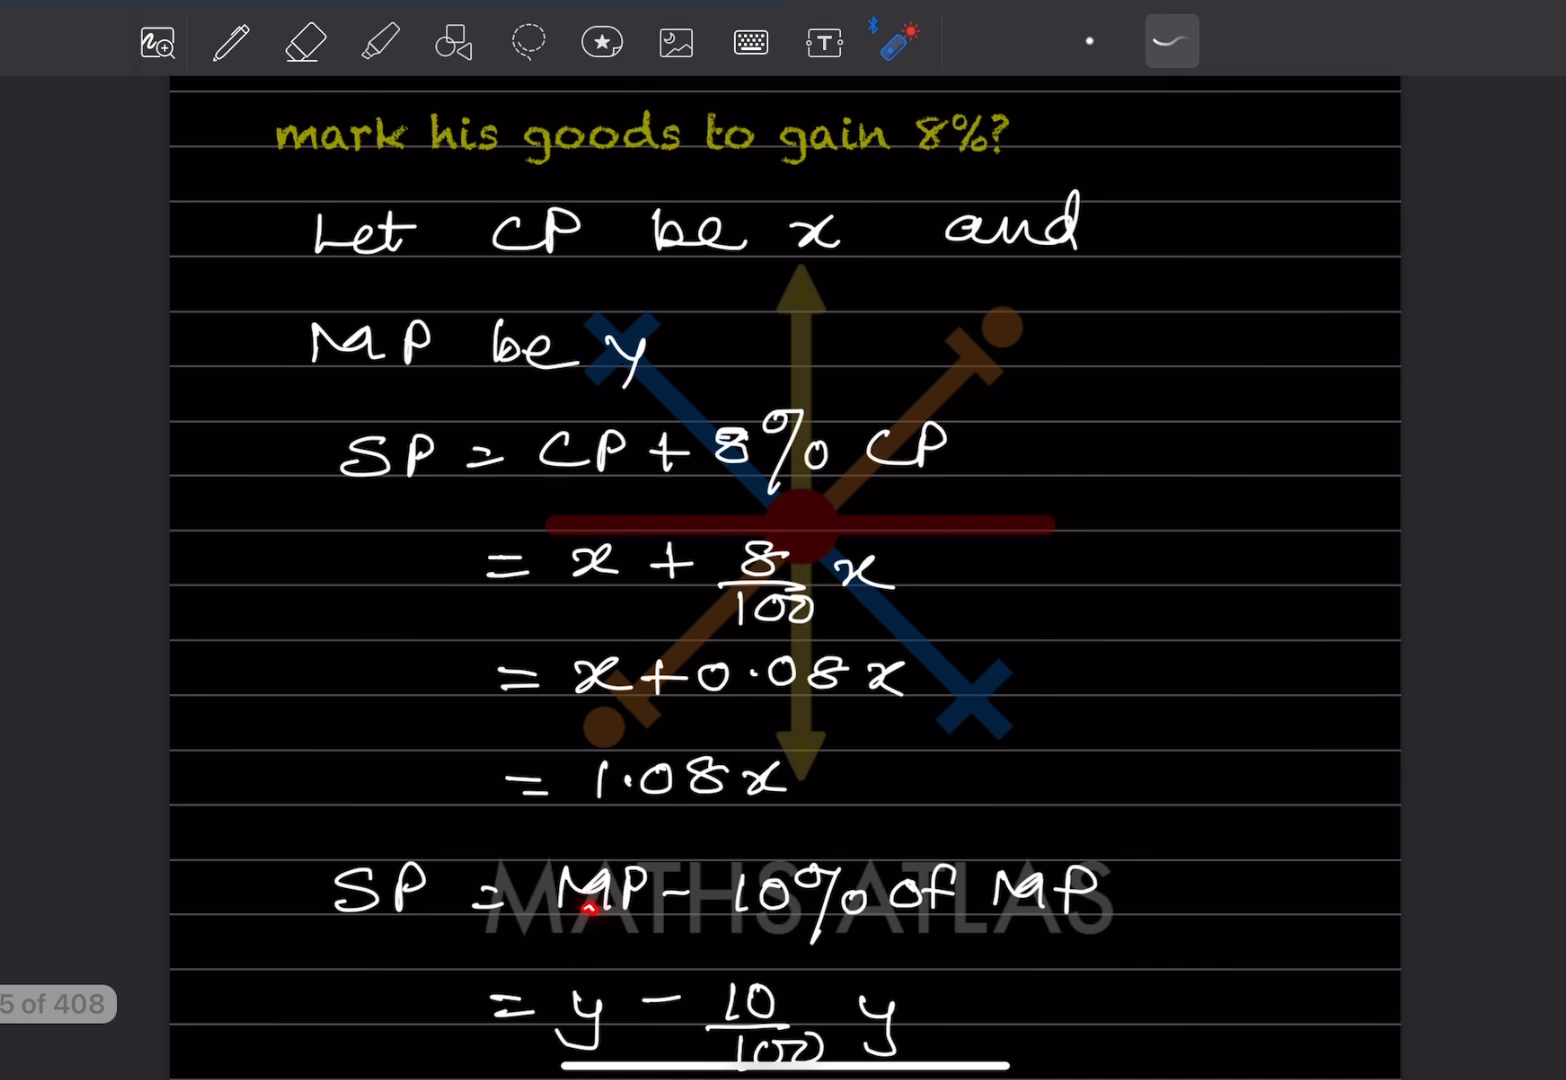 mark his goods to gain 8%?
Let CP be x and
MP be y
SP = CP + 8% CP
= x + 8/100 x
= x + 0.08x
= 1.08x
MATHS ATLAS
SP = MP - 10% of MP
= y - 10/100 y
5 of 408